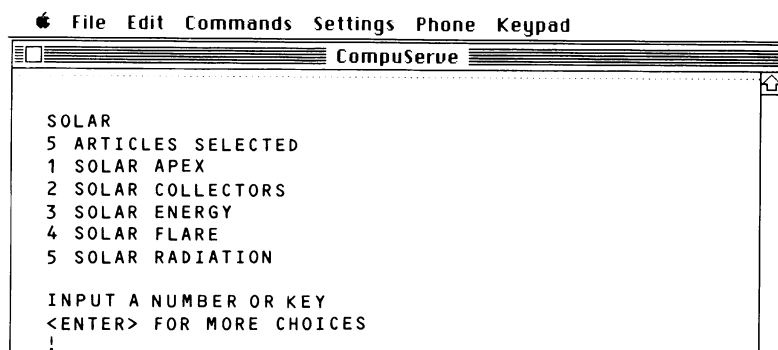 File Edit Commands Settings Phone Keypad
CompuServe
SOLAR
5 ARTICLES SELECTED
1 SOLAR APEX
2 SOLAR COLLECTORS
3 SOLAR ENERGY
4 SOLAR FLARE
5 SOLAR RADIATION
INPUT A NUMBER OR KEY
<ENTER> FOR MORE CHOICES
!